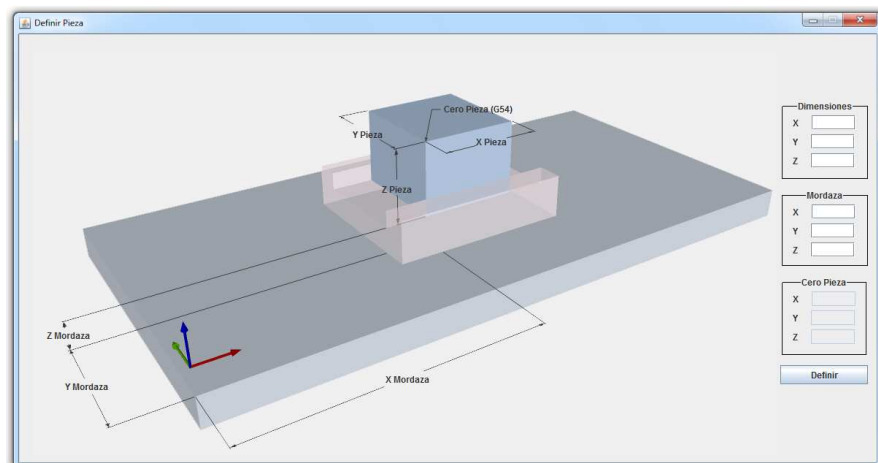 Definir Pieza
Cero Pieza (G54)
Y Pieza
X Pieza
Z Pieza
Z Mordaza
Y Mordaza
X Mordaza
Dimensiones
X
Y
Z
Mordaza
X
Y
Z
Cero Pieza
X
Y
Z
Definir